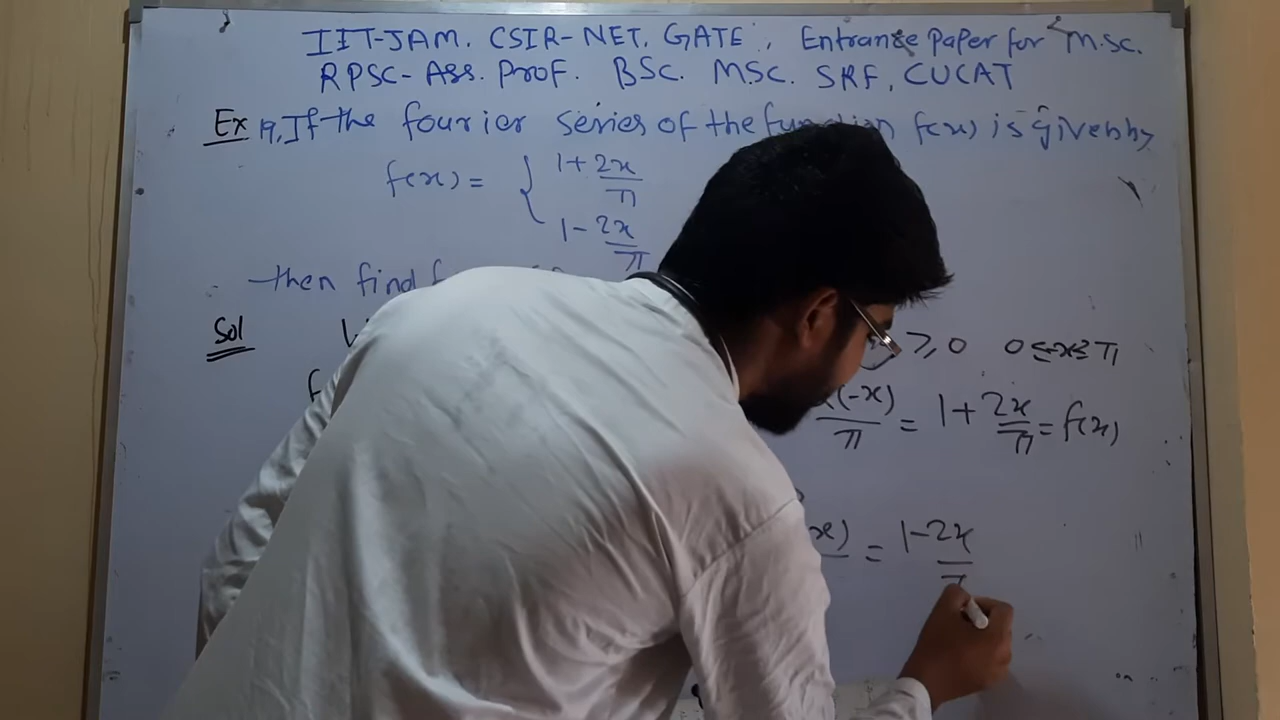 IIT-JAM. CSIR-NET, GATE, Entrance Paper for M.Sc.
RPSC-Ass. Prof. BSc. MSc. SRF, CUCAT
Ex 19, If the fourier series of the function f(x) is given by
f(x) = { 1 + 2x/π
1 - 2x/π
then find
Sol ≥ 0 0 ≤ -x ≤ π
(-x)/π = 1 + 2x/π = f(x)
x) = 1 - 2x/π